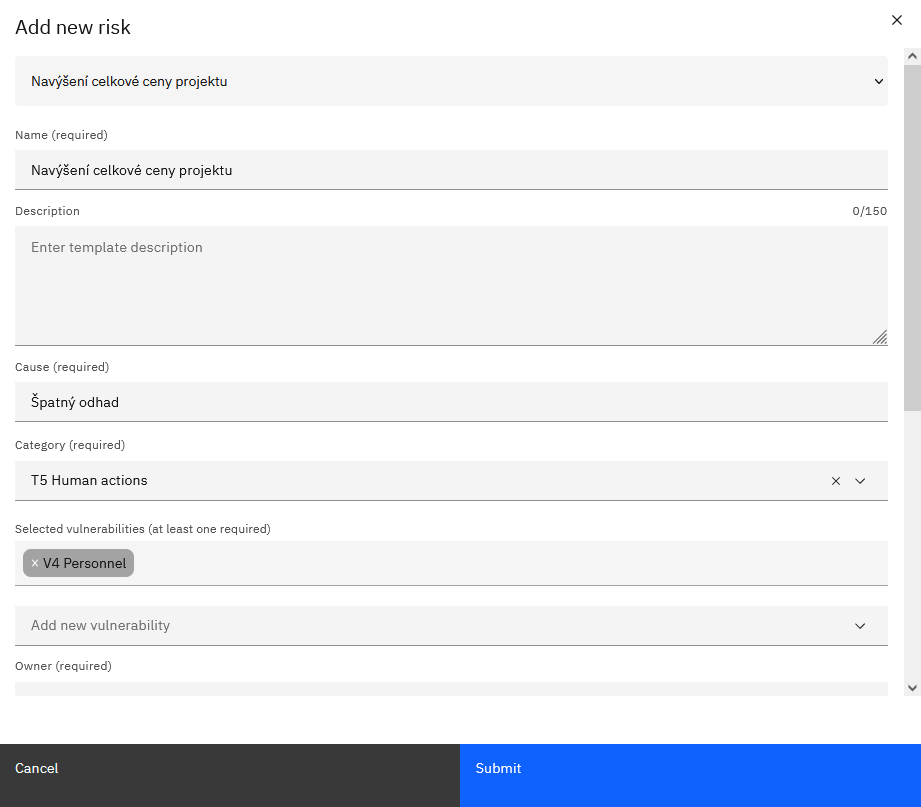 Add new risk
Navýšení celkové ceny projektu
Name (required)
Navýšení celkové ceny projektu
Description 0/150
Enter template description
Cause (required)
Špatný odhad
Category (required)
T5 Human actions
Selected vulnerabilities (at least one required)
× V4 Personnel
Add new vulnerability
Owner (required)
Cancel Submit